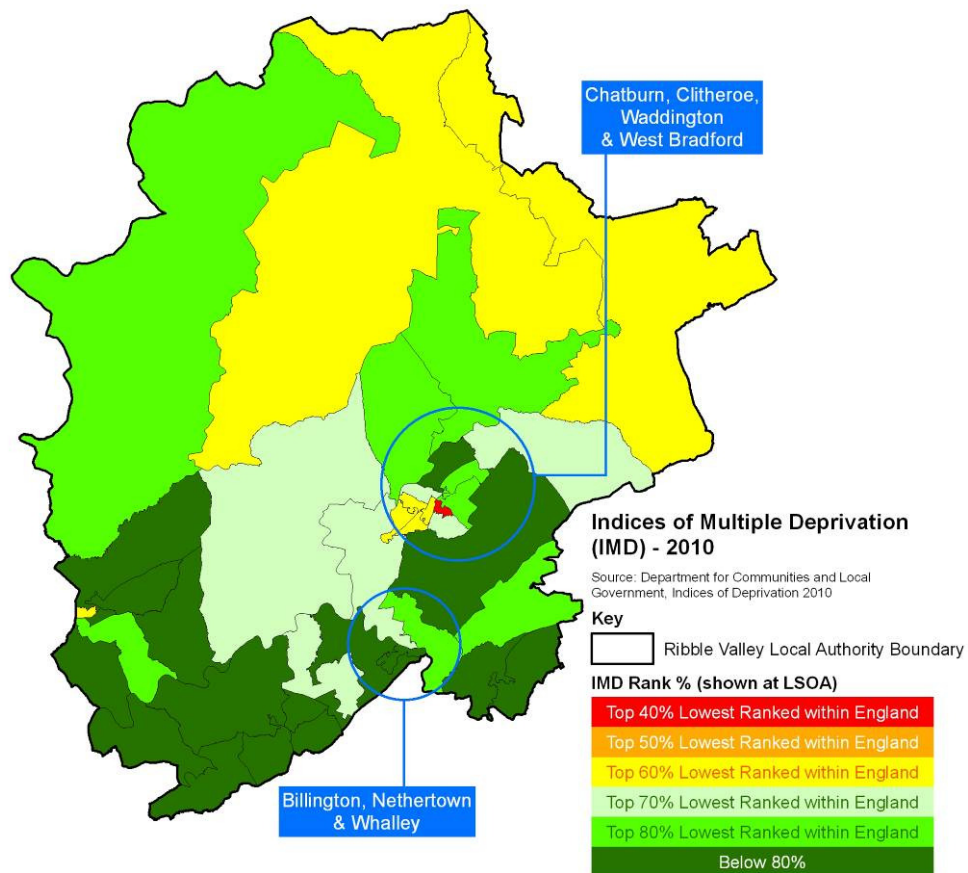 Chatburn, Clitheroe,
Waddington
& West Bradford
Indices of Multiple Deprivation
(IMD) - 2010
Source: Department for Communities and Local
Government, Indices of Deprivation 2010
Key
Ribble Valley Local Authority Boundary
IMD Rank % (shown at LSOA)
Top 40% Lowest Ranked within England
Top 50% Lowest Ranked within England
Top 60% Lowest Ranked within England
Top 70% Lowest Ranked within England
Top 80% Lowest Ranked within England
Below 80%
Billington, Nethertown
& Whalley